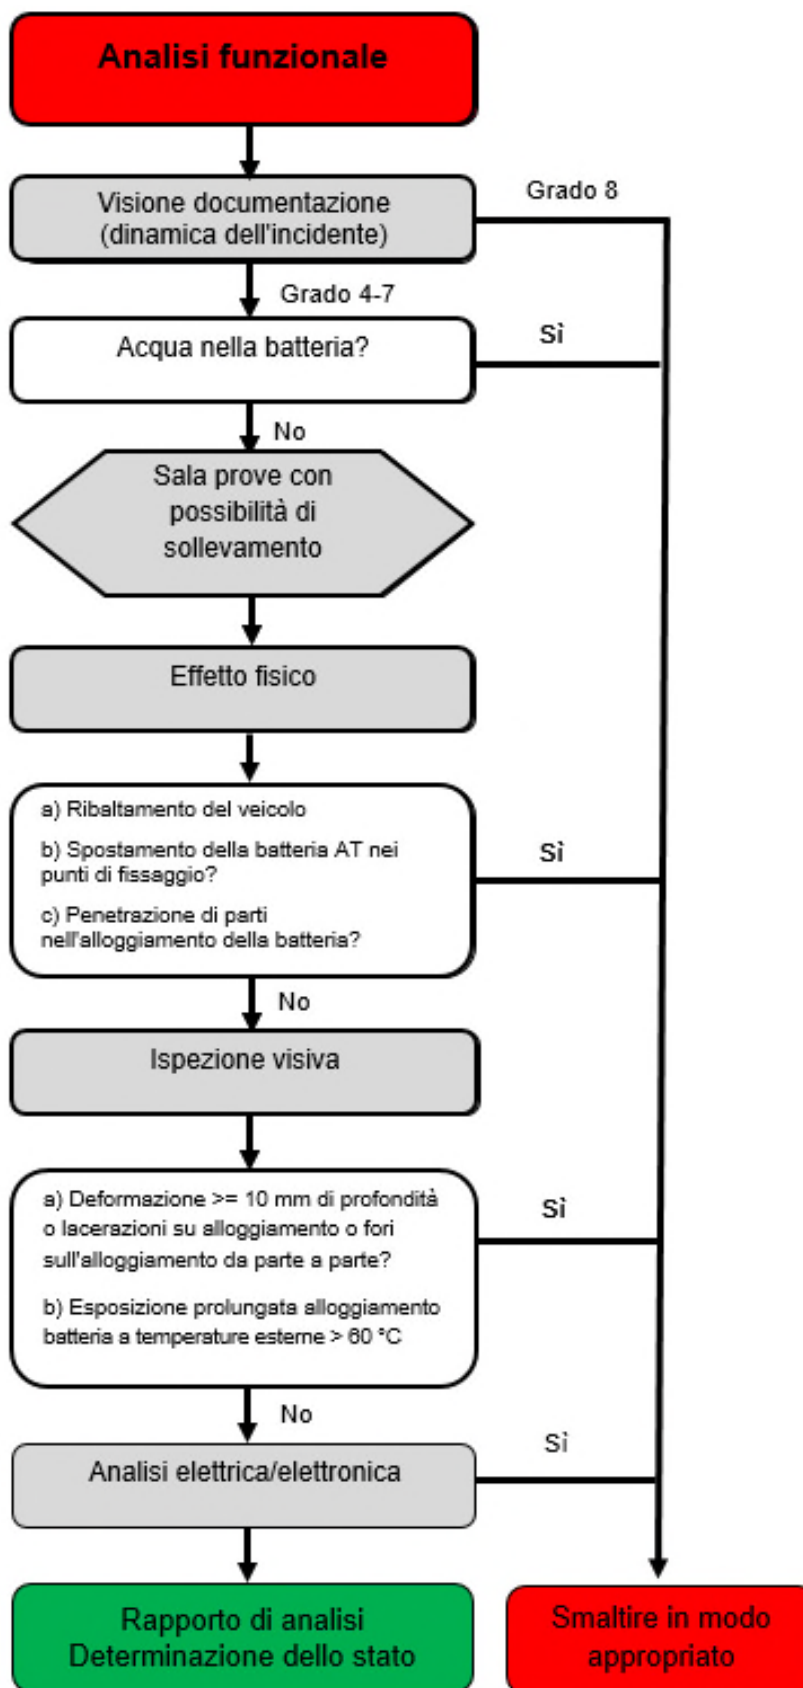 Analisi funzionale
Visione documentazione
(dinamica dell'incidente)
Grado 8
Grado 4-7
Acqua nella batteria?
Sì
No
Sala prove con
possibilità di
sollevamento
Effetto fisico
a) Ribaltamento del veicolo
b) Spostamento della batteria AT nei
punti di fissaggio?
c) Penetrazione di parti
nell'alloggiamento della batteria?
Sì
No
Ispezione visiva
a) Deformazione >= 10 mm di profondità
o lacerazioni su alloggiamento o fori
sull'alloggiamento da parte a parte?
b) Esposizione prolungata alloggiamento
batteria a temperature esterne > 60 °C
Sì
No
Analisi elettrica/elettronica
Sì
Rapporto di analisi
Determinazione dello stato
Smaltire in modo
appropriato